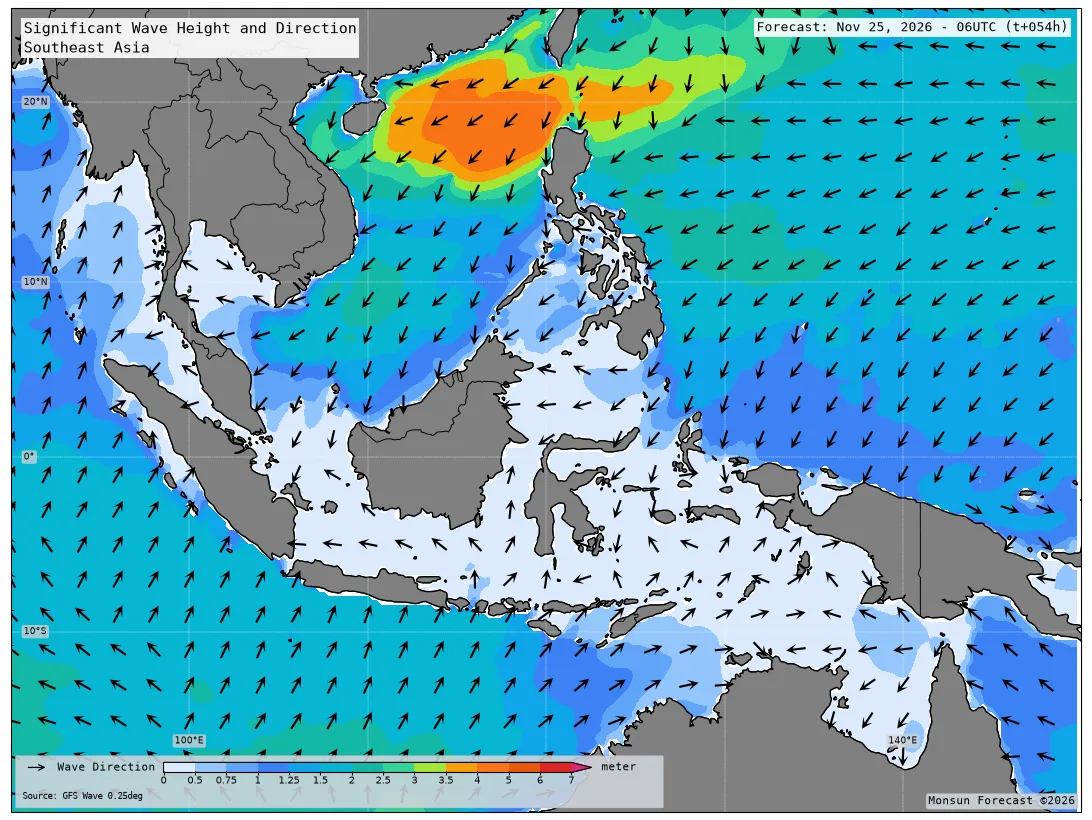 Significant Wave Height and Direction
Southeast Asia
Forecast: Nov 25, 2026 - 06UTC (t+054h)
20°N
10°N
0°
10°S
100°E
140°E
Wave Direction
meter
0 0.5 0.75 1 1.25 1.5 2 2.5 3 3.5 4 5 6 7
Source: GFS Wave 0.25deg
Monsun Forecast ©2026